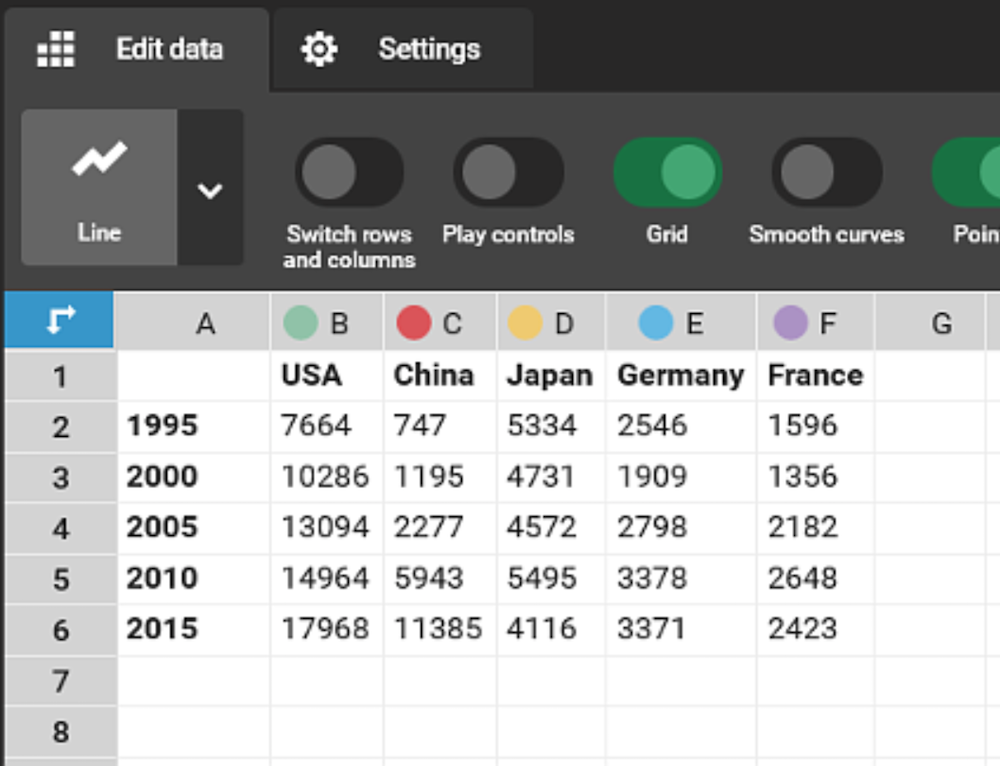 Edit data Settings
Line
Switch rows and columns
Play controls
Grid
Smooth curves
A B C D E F G
1 USA China Japan Germany France
2 1995 7664 747 5334 2546 1596
3 2000 10286 1195 4731 1909 1356
4 2005 13094 2277 4572 2798 2182
5 2010 14964 5943 5495 3378 2648
6 2015 17968 11385 4116 3371 2423
7
8